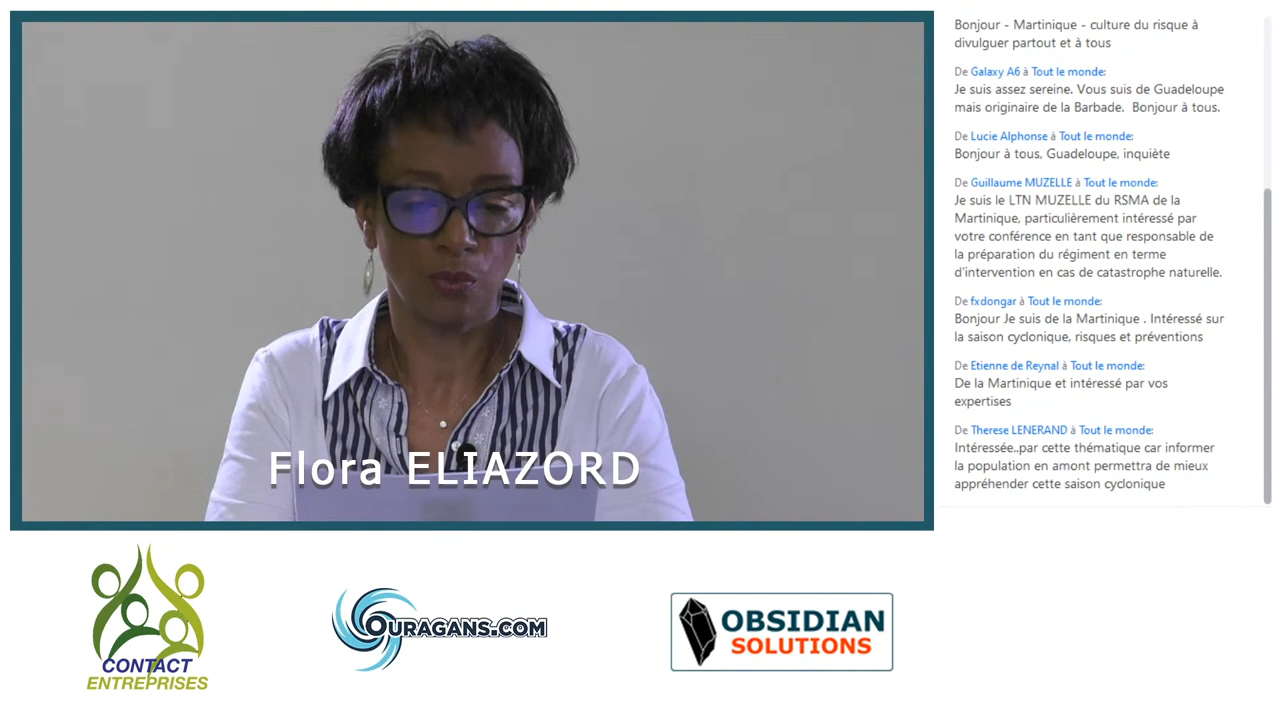 Flora ELIAZORD
CONTACT
ENTREPRISES
OURAGANS.COM
OBSIDIAN
SOLUTIONS
Bonjour - Martinique - culture du risque à
divulguer partout et à tous
De Galaxy A6 à Tout le monde:
Je suis assez sereine. Vous suis de Guadeloupe
mais originaire de la Barbade. Bonjour à tous.
De Lucie Alphonse à Tout le monde:
Bonjour à tous, Guadeloupe, inquiète
De Guillaume MUZELLE à Tout le monde:
Je suis le LTN MUZELLE du RSMA de la
Martinique, particulièrement intéressé par
votre conférence en tant que responsable de
la préparation du régiment en terme
d'intervention en cas de catastrophe naturelle.
De fxdongar à Tout le monde:
Bonjour Je suis de la Martinique . Intéressé sur
la saison cyclonique, risques et préventions
De Etienne de Reynal à Tout le monde:
De la Martinique et intéressé par vos
expertises
De Therese LENERAND à Tout le monde:
Intéressée..par cette thématique car informer
la population en amont permettra de mieux
appréhender cette saison cyclonique